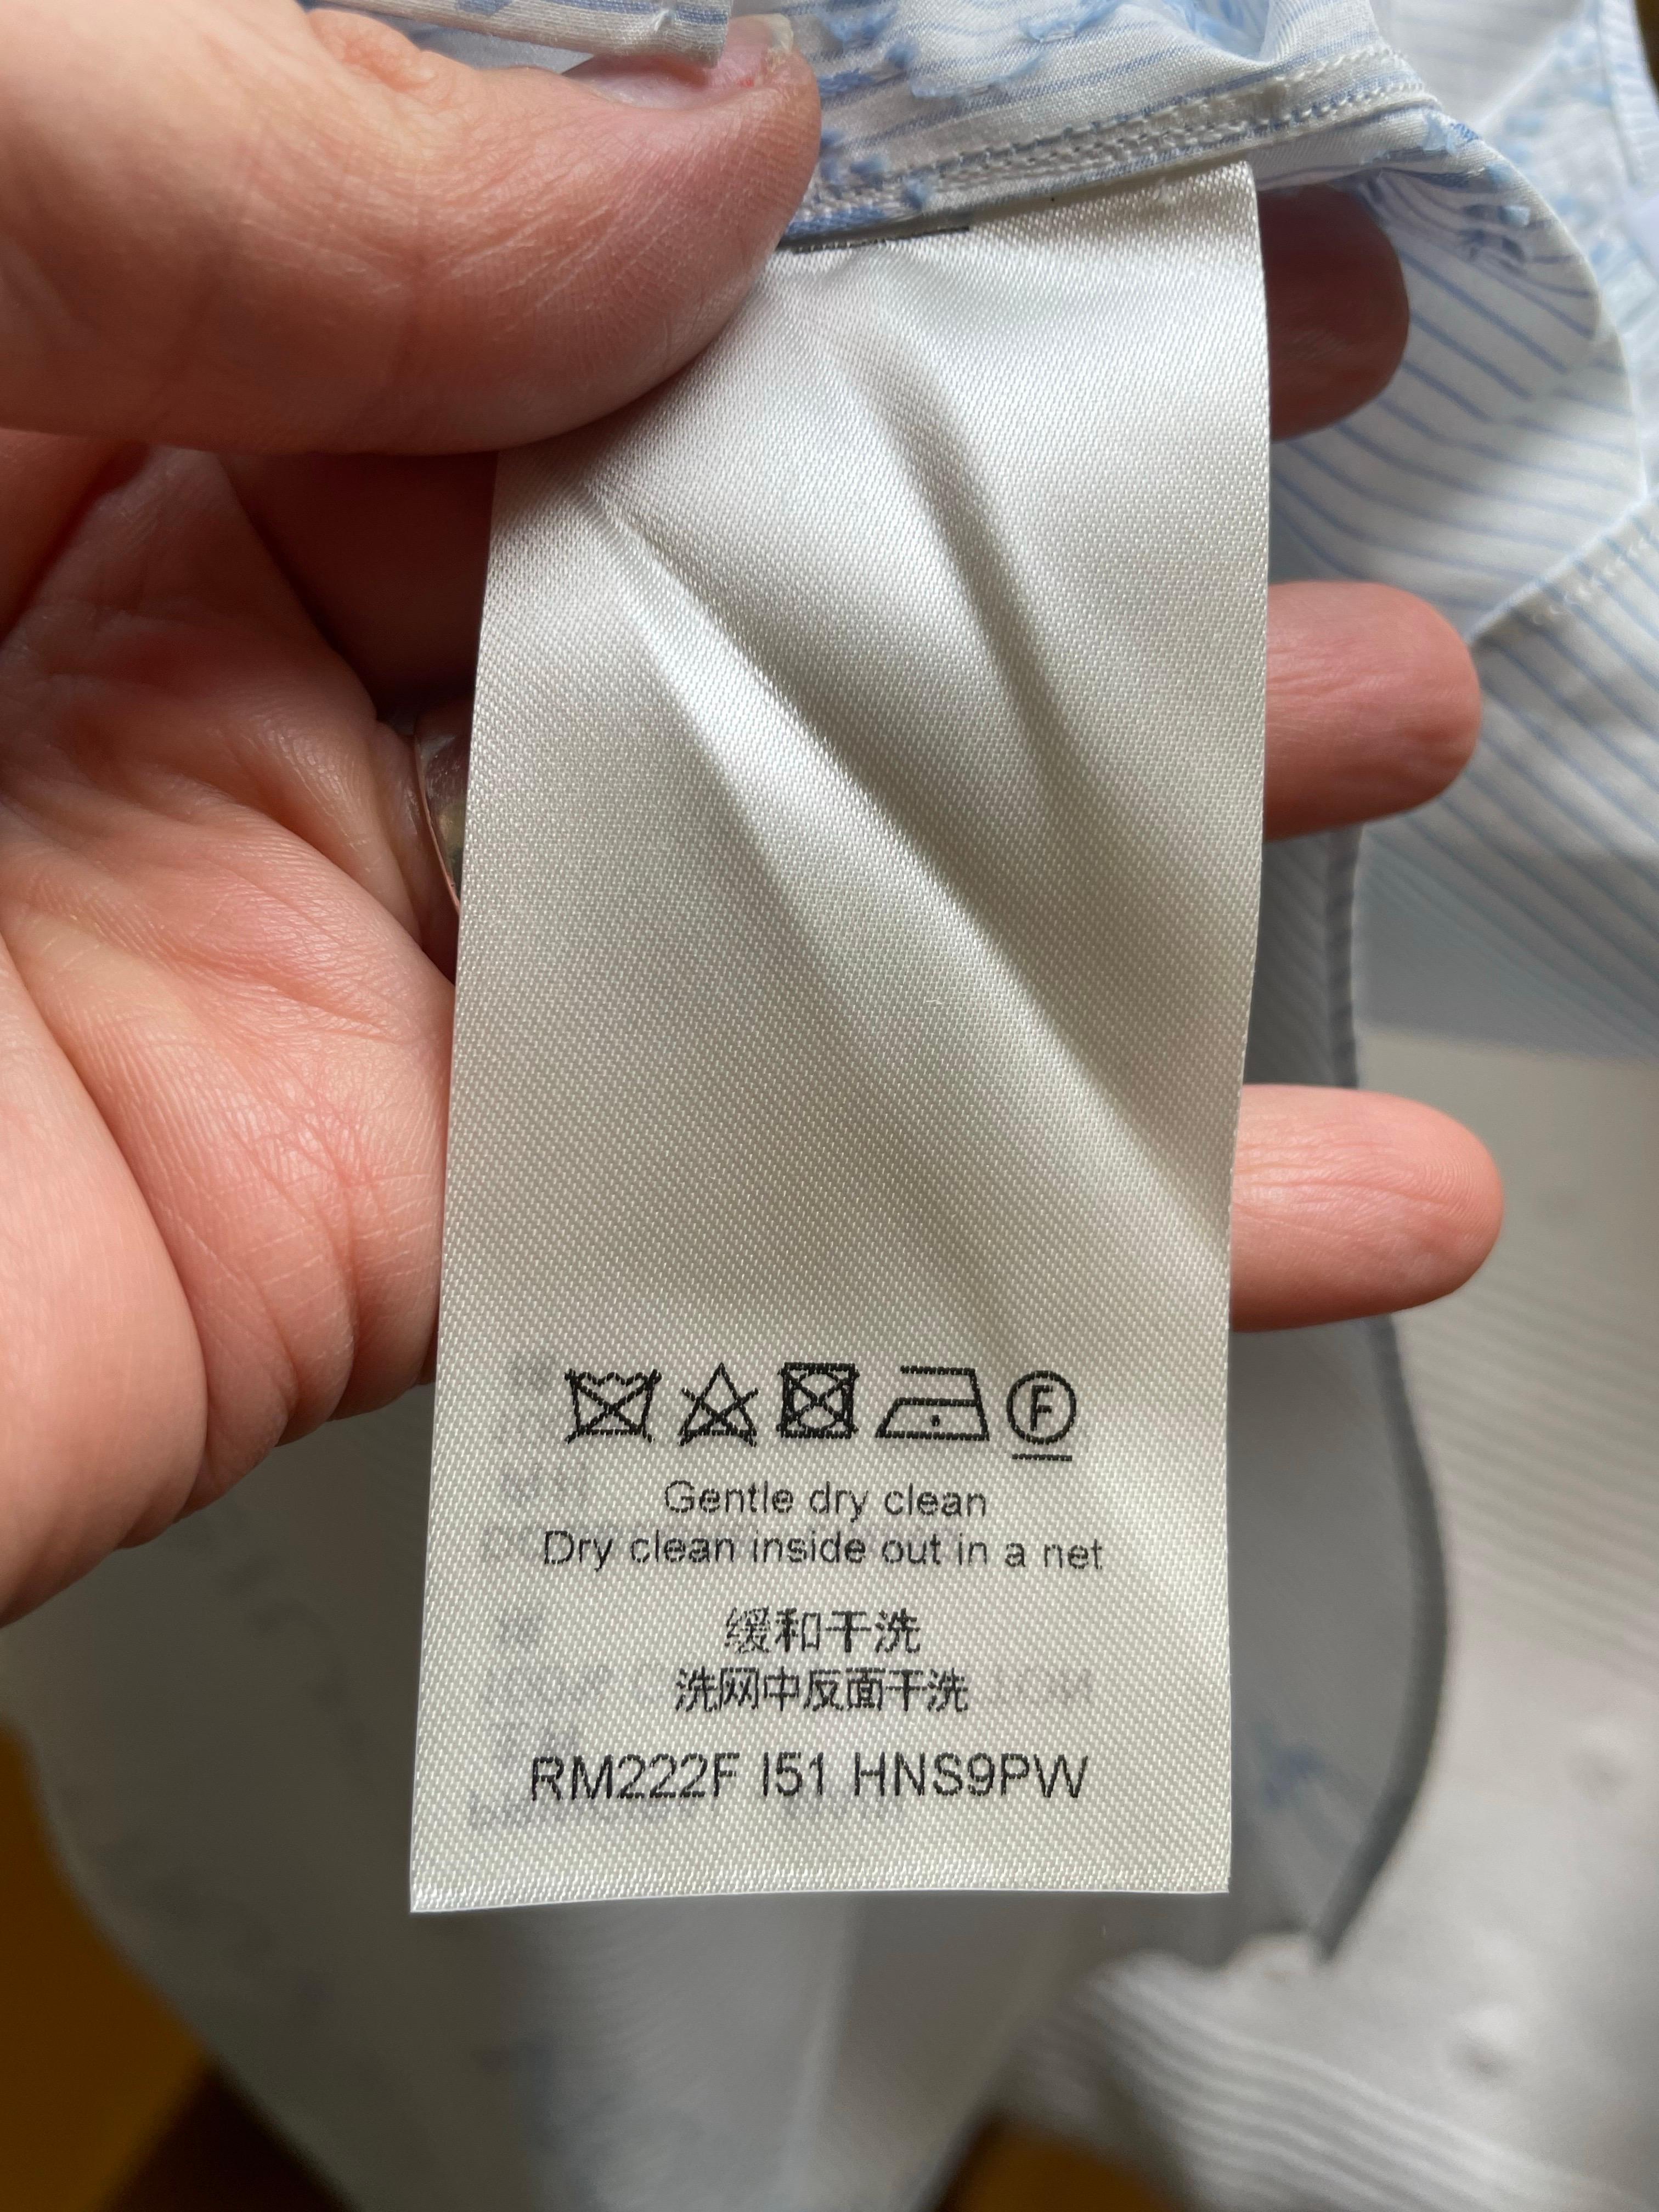 F
Gentle dry clean
Dry clean inside out in a net
缓和干洗
洗网中反面干洗
RM222F I51 HNS9PW